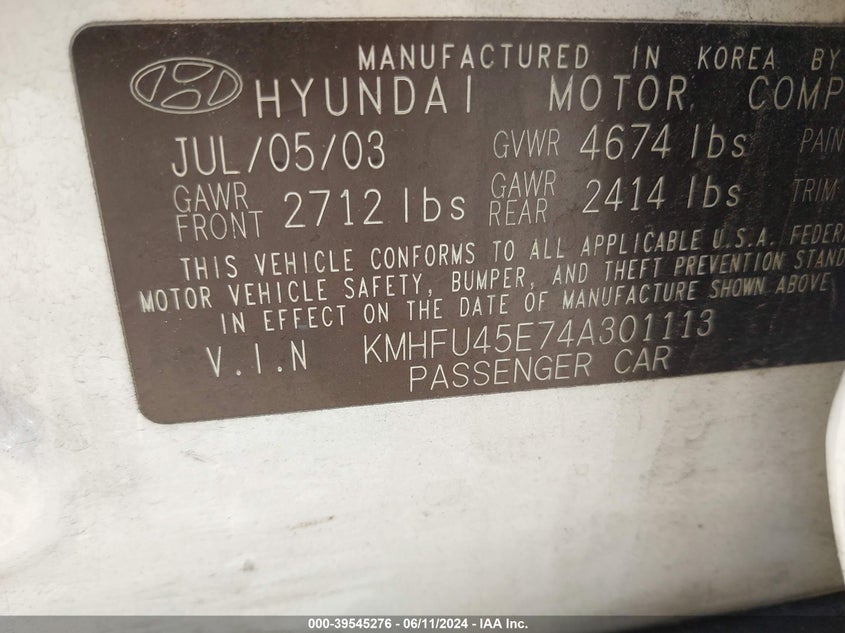 MANUFACTURED IN KOREA BY
HYUNDAI MOTOR COMP
JUL/05/03 GVWR 4674 lbs PAIN
GAWR FRONT 2712 lbs GAWR REAR 2414 lbs TRIM
THIS VEHICLE CONFORMS TO ALL APPLICABLE U.S.A. FEDER
MOTOR VEHICLE SAFETY, BUMPER, AND THEFT PREVENTION STAND
IN EFFECT ON THE DATE OF MANUFACTURE SHOWN ABOVE
V.I.N KMHFU45E74A301113
PASSENGER CAR
000-39545276 - 06/11/2024 - IAA Inc.